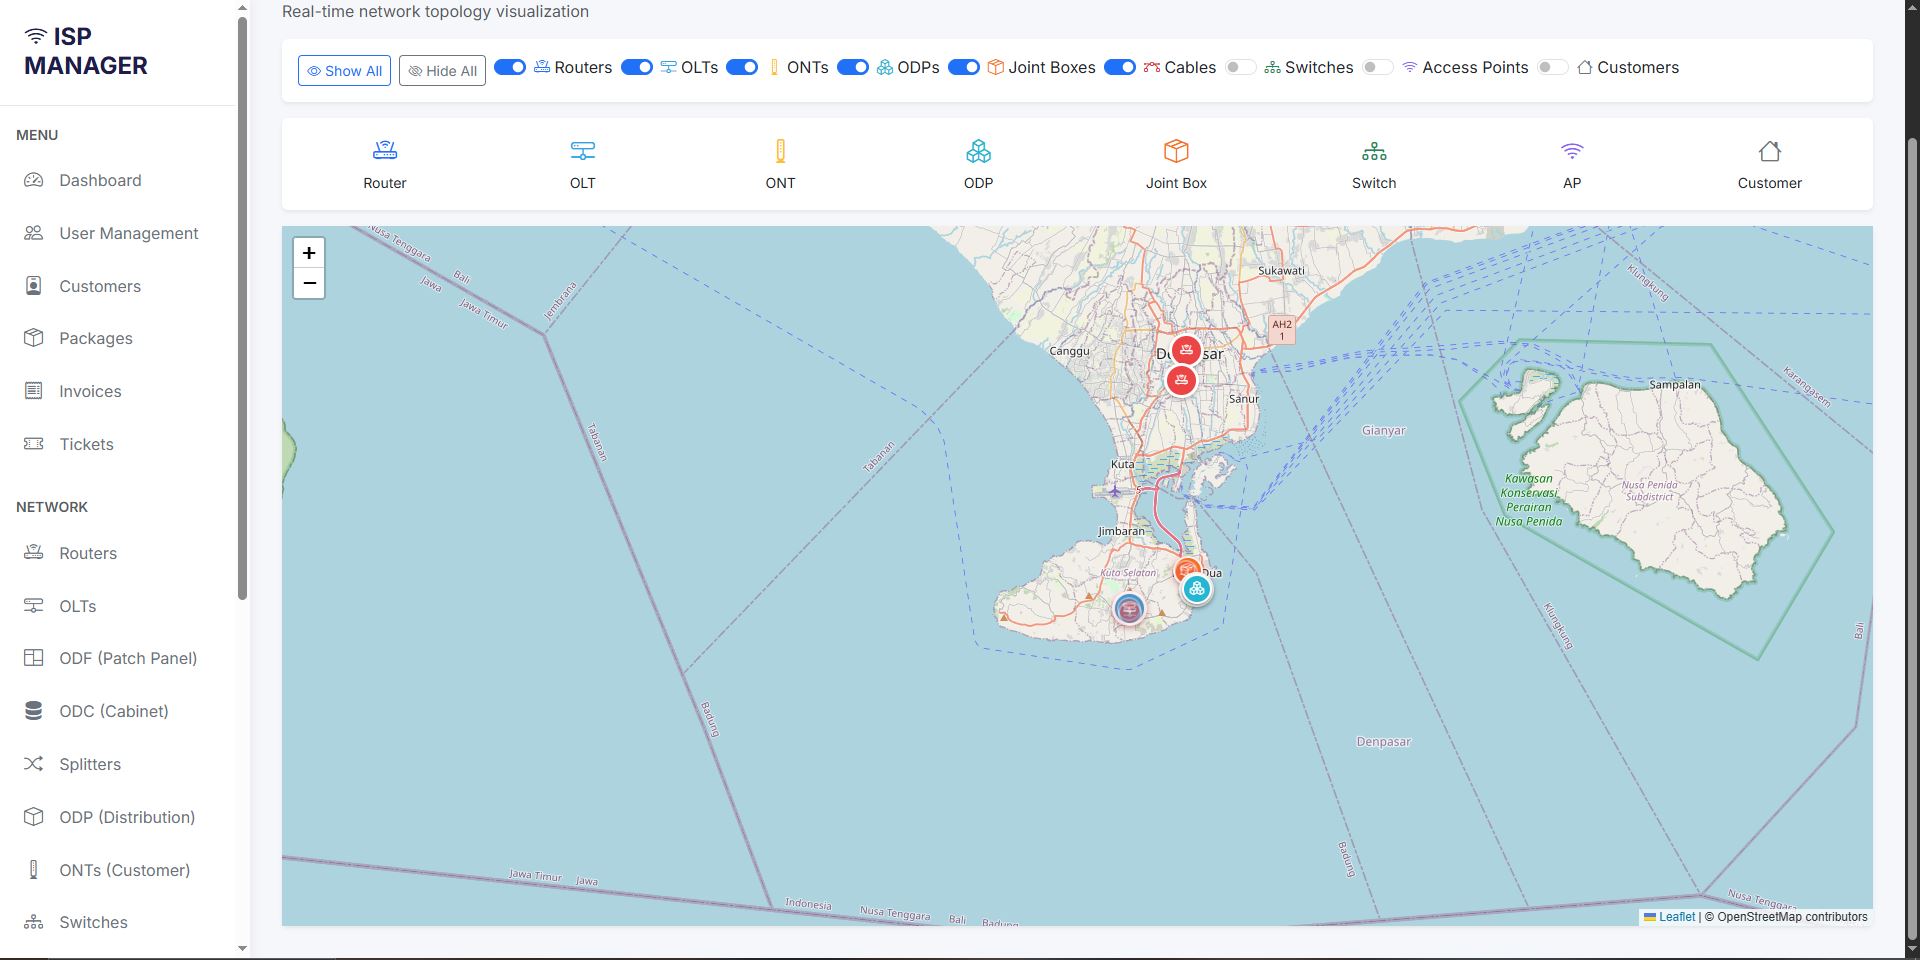 Real-time network topology visualization
ISP
MANAGER
Show All
Hide All
Routers
OLTs
ONTs
ODPs
Joint Boxes
Cables
Switches
Access Points
Customers
MENU
Dashboard
User Management
Customers
Packages
Invoices
Tickets
NETWORK
Routers
OLTs
ODF (Patch Panel)
ODC (Cabinet)
Splitters
ODP (Distribution)
ONTs (Customer)
Switches
Router
OLT
ONT
ODP
Joint Box
Switch
AP
Customer
+
−
Nusa Tenggara
Bali
Jawa
Jawa Timur
Jembrana
Tabanan
Tabanan
Badung
Sukawati
AH2
1
Canggu
Sanur
Kuta
Jimbaran
Kuta Selatan
Dua
Gianyar
Klungkung
Karangasem
Sampalan
Nusa Penida
Subdistrict
Kawasan
Konservasi
Perairan
Nusa Penida
Klungkung
Bali
Denpasar
Badung
Jawa Timur
Jawa
Indonesia
Nusa Tenggara
Bali
Badung
Nusa Tenggara
Leaflet | © OpenStreetMap contributors